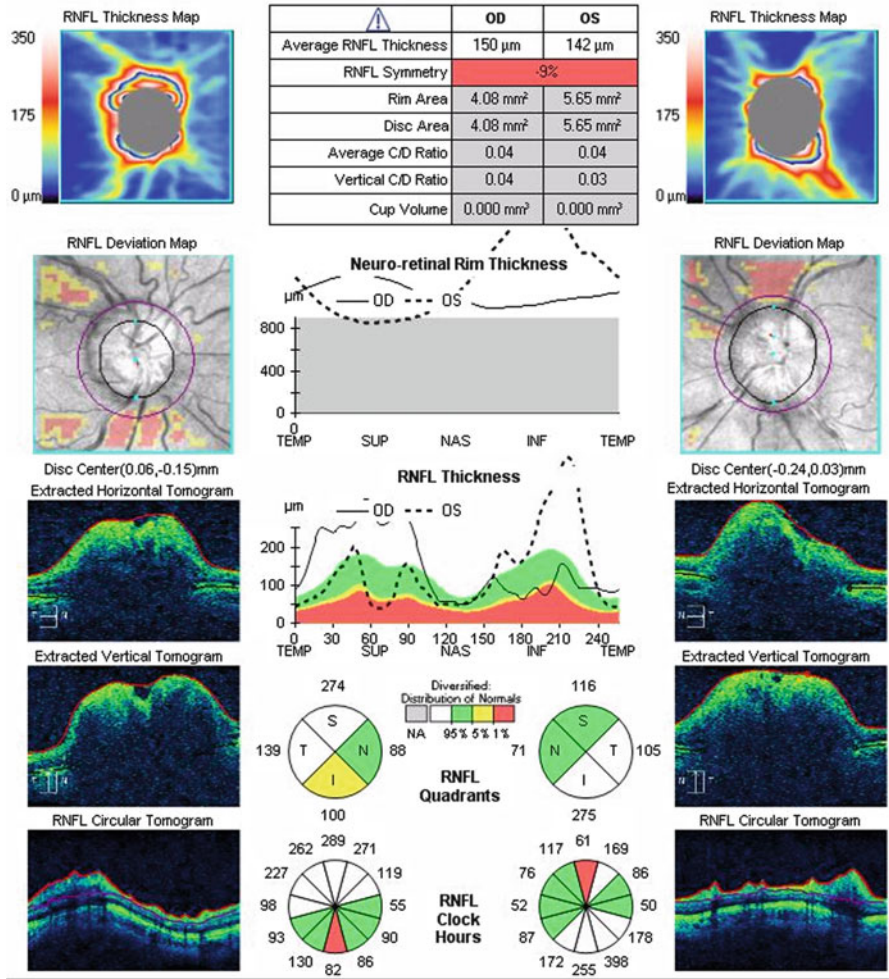 RNFL Thickness Map
350
175
0 µm
OD OS
Average RNFL Thickness 150 µm 142 µm
RNFL Symmetry -9%
Rim Area 4.08 mm² 5.65 mm²
Disc Area 4.08 mm² 5.65 mm²
Average C/D Ratio 0.04 0.04
Vertical C/D Ratio 0.04 0.03
Cup Volume 0.000 mm³ 0.000 mm³
RNFL Thickness Map
350
175
0 µm
RNFL Deviation Map
Disc Center(0.06,-0.15)mm
Neuro-retinal Rim Thickness
µm OD OS
800
400
0
TEMP SUP NAS INF TEMP
RNFL Deviation Map
Disc Center(-0.24,0.03)mm
Extracted Horizontal Tomogram
T N
RNFL Thickness
µm OD OS
200
100
0
0 30 60 90 120 150 180 210 240
TEMP SUP NAS INF TEMP
Extracted Horizontal Tomogram
N T
Extracted Vertical Tomogram
T N
Extracted Vertical Tomogram
N T
Diversified:
Distribution of Normals
NA 95% 5% 1%
RNFL
Quadrants
274
S
139 T N 88
I
100
116
S
71 N T 105
I
275
RNFL Circular Tomogram
RNFL
Clock
Hours
289
262 271
227 119
98 55
93 90
130 86
82
61
117 169
76 86
52 50
87 178
172 398
255
RNFL Circular Tomogram